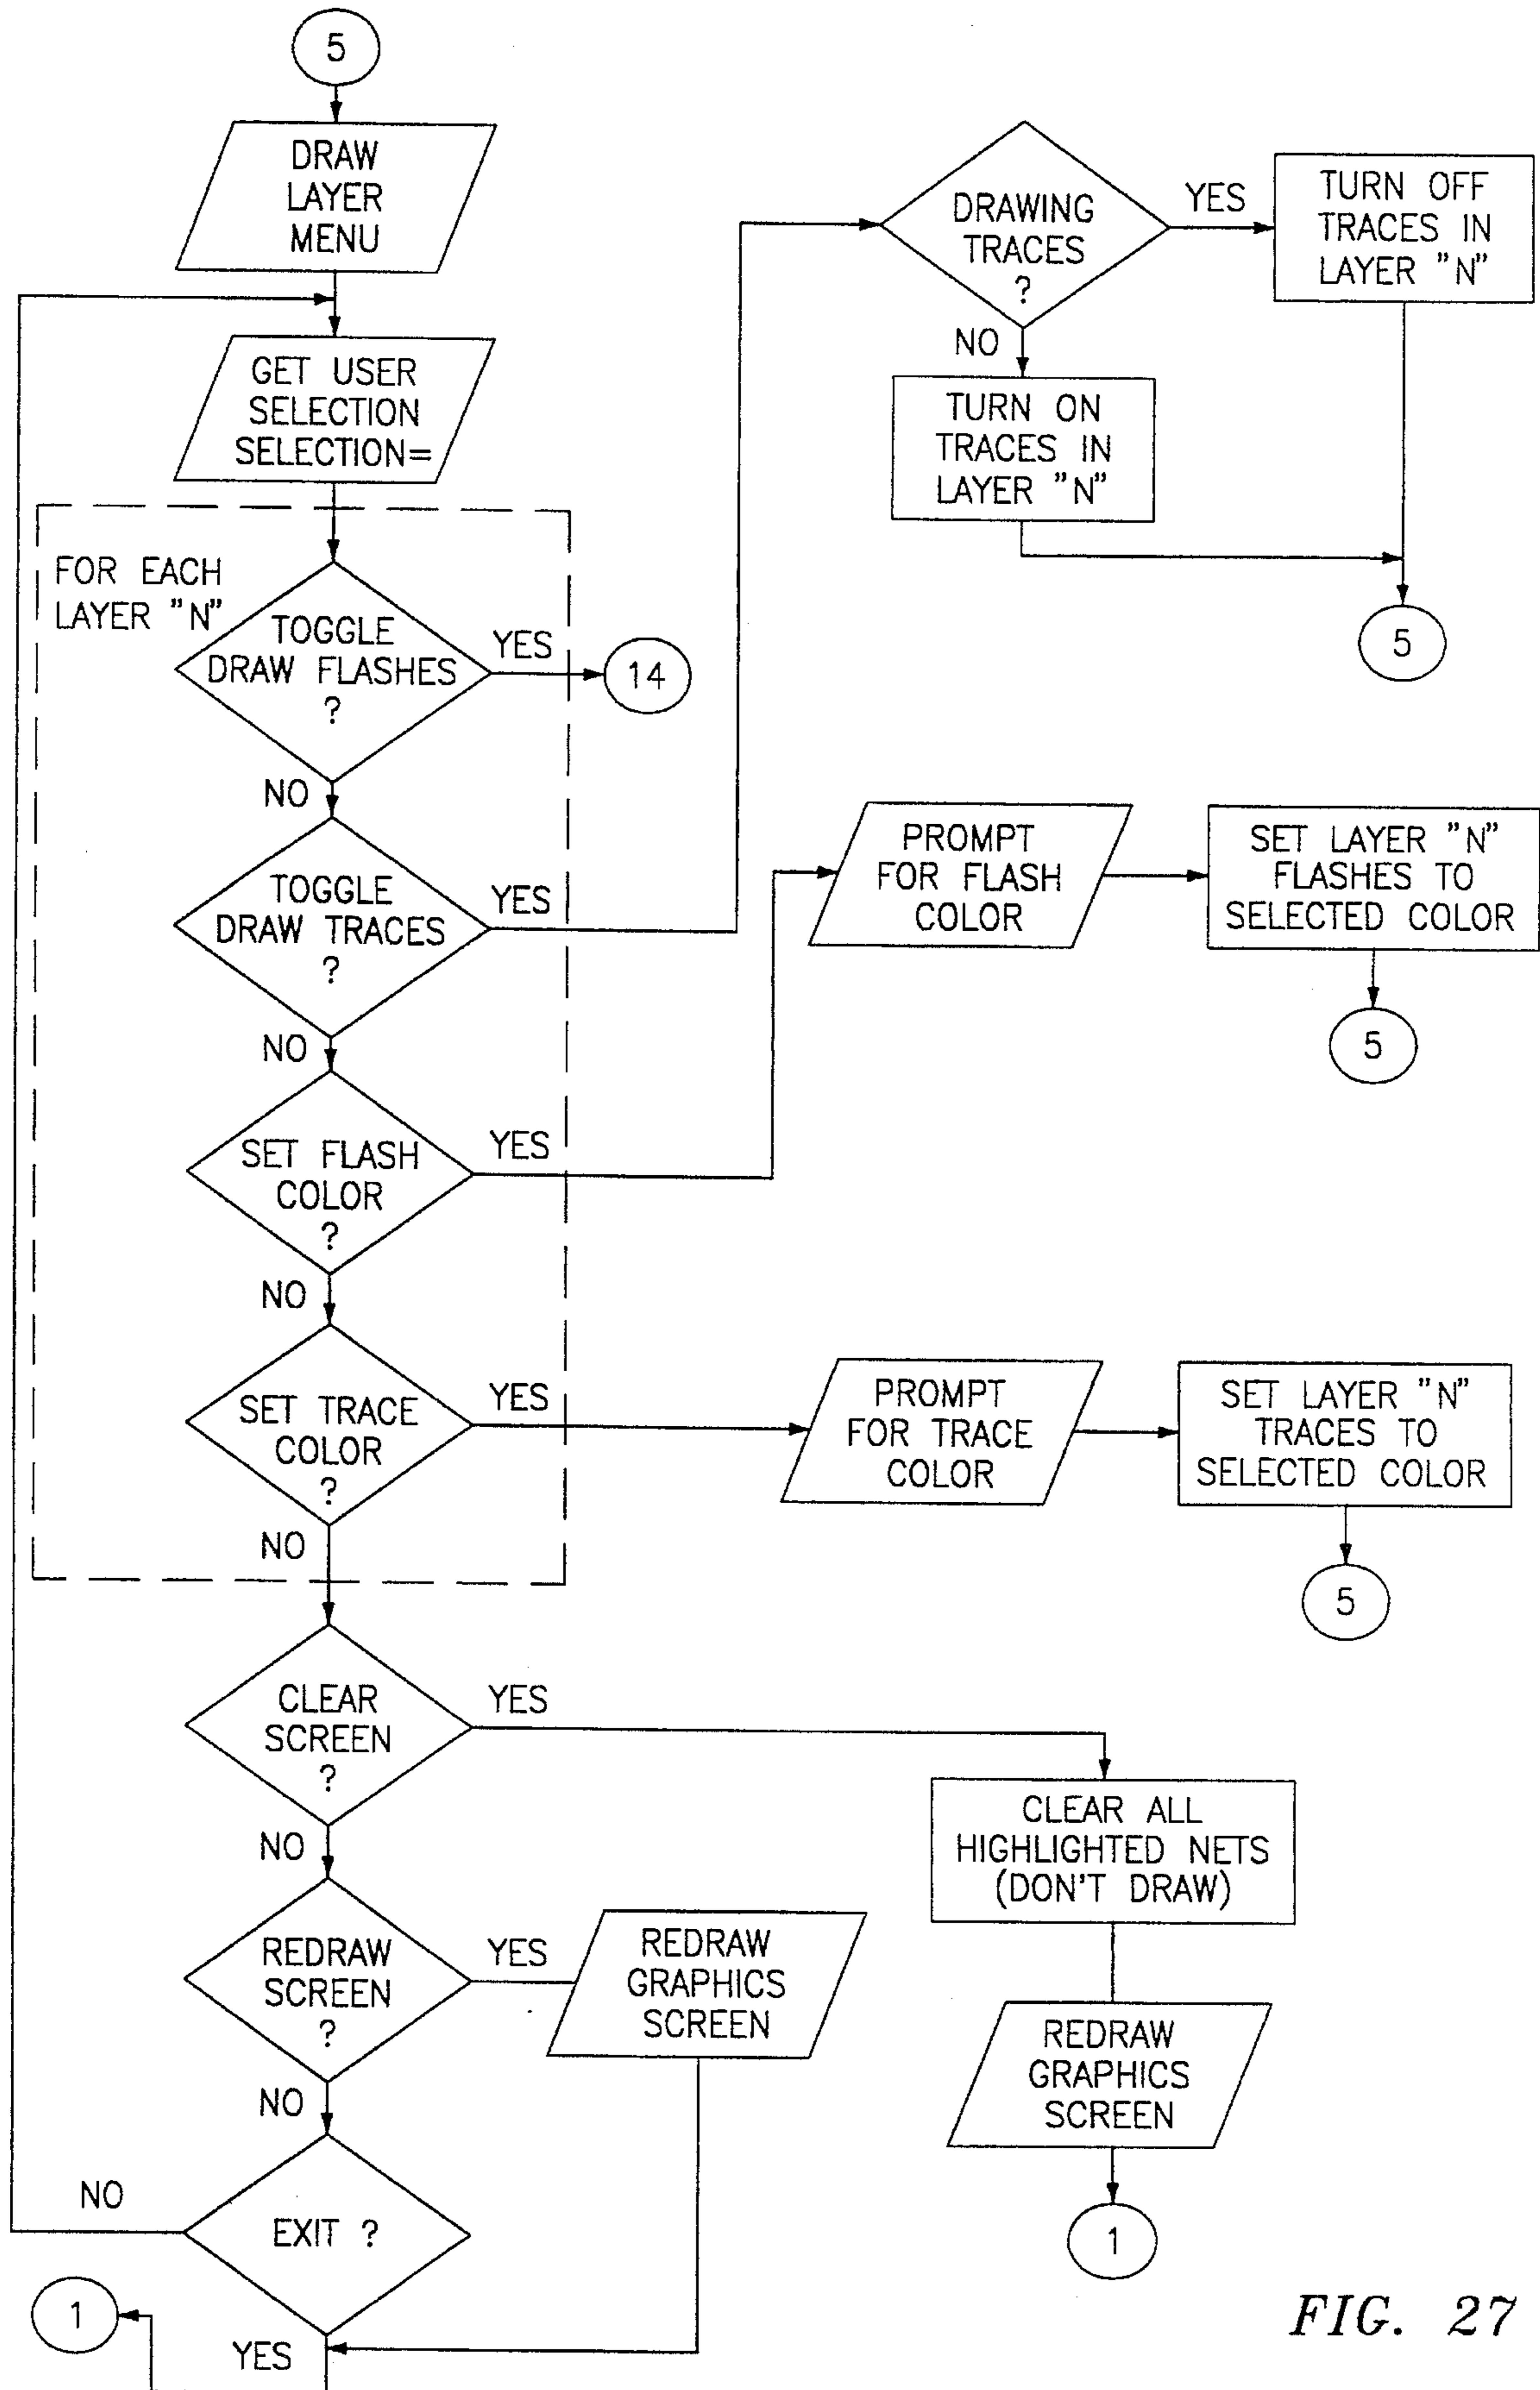 5
DRAW
LAYER
MENU
GET USER
SELECTION
SELECTION=
FOR EACH
LAYER "N"
TOGGLE
DRAW FLASHES
?
YES
14
NO
TOGGLE
DRAW TRACES
?
YES
NO
DRAWING
TRACES
?
YES
TURN OFF
TRACES IN
LAYER "N"
NO
TURN ON
TRACES IN
LAYER "N"
5
SET FLASH
COLOR
?
YES
NO
PROMPT
FOR FLASH
COLOR
SET LAYER "N"
FLASHES TO
SELECTED COLOR
5
SET TRACE
COLOR
?
YES
NO
PROMPT
FOR TRACE
COLOR
SET LAYER "N"
TRACES TO
SELECTED COLOR
5
CLEAR
SCREEN
?
YES
NO
CLEAR ALL
HIGHLIGHTED NETS
(DON'T DRAW)
REDRAW
GRAPHICS
SCREEN
1
REDRAW
SCREEN
?
YES
NO
REDRAW
GRAPHICS
SCREEN
EXIT ?
NO
YES
1
FIG. 27